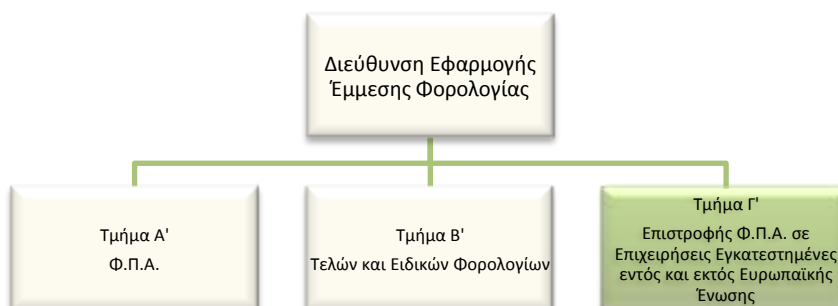 Διεύθυνση Εφαρμογής
Έμμεσης Φορολογίας
Τμήμα Α'
Φ.Π.Α.
Τμήμα Β'
Τελών και Ειδικών Φορολογίων
Τμήμα Γ'
Επιστροφής Φ.Π.Α. σε
Επιχειρήσεις Εγκατεστημένες
εντός και εκτός Ευρωπαϊκής
Ένωσης